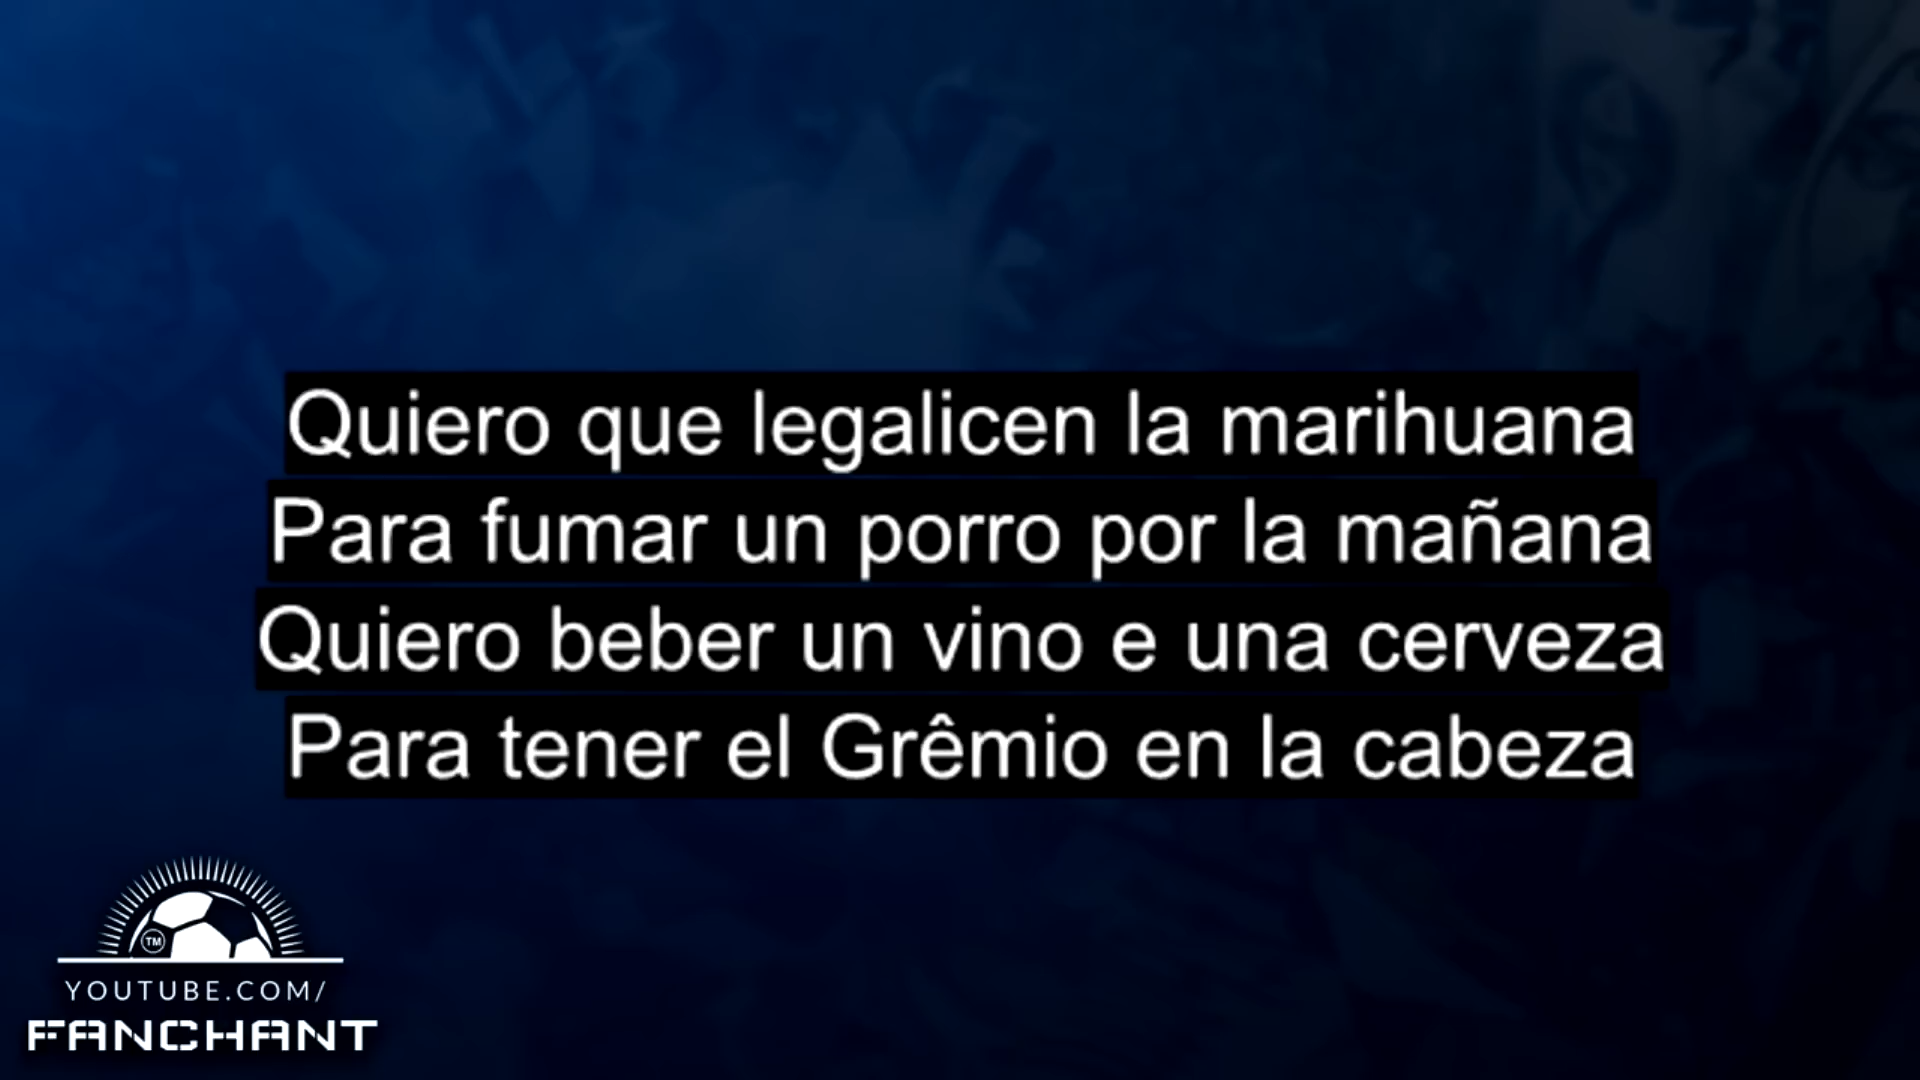 Quiero que legalicen la marihuana
Para fumar un porro por la mañana
Quiero beber un vino e una cerveza
Para tener el Grêmio en la cabeza
TM
YOUTUBE.COM/
FANCHANT